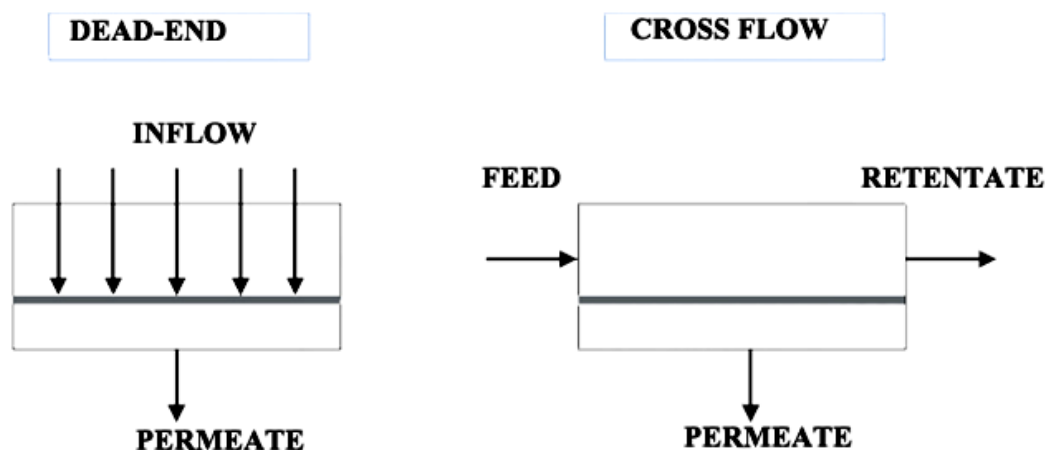 DEAD-END
CROSS FLOW
INFLOW
FEED
RETENTATE
PERMEATE
PERMEATE